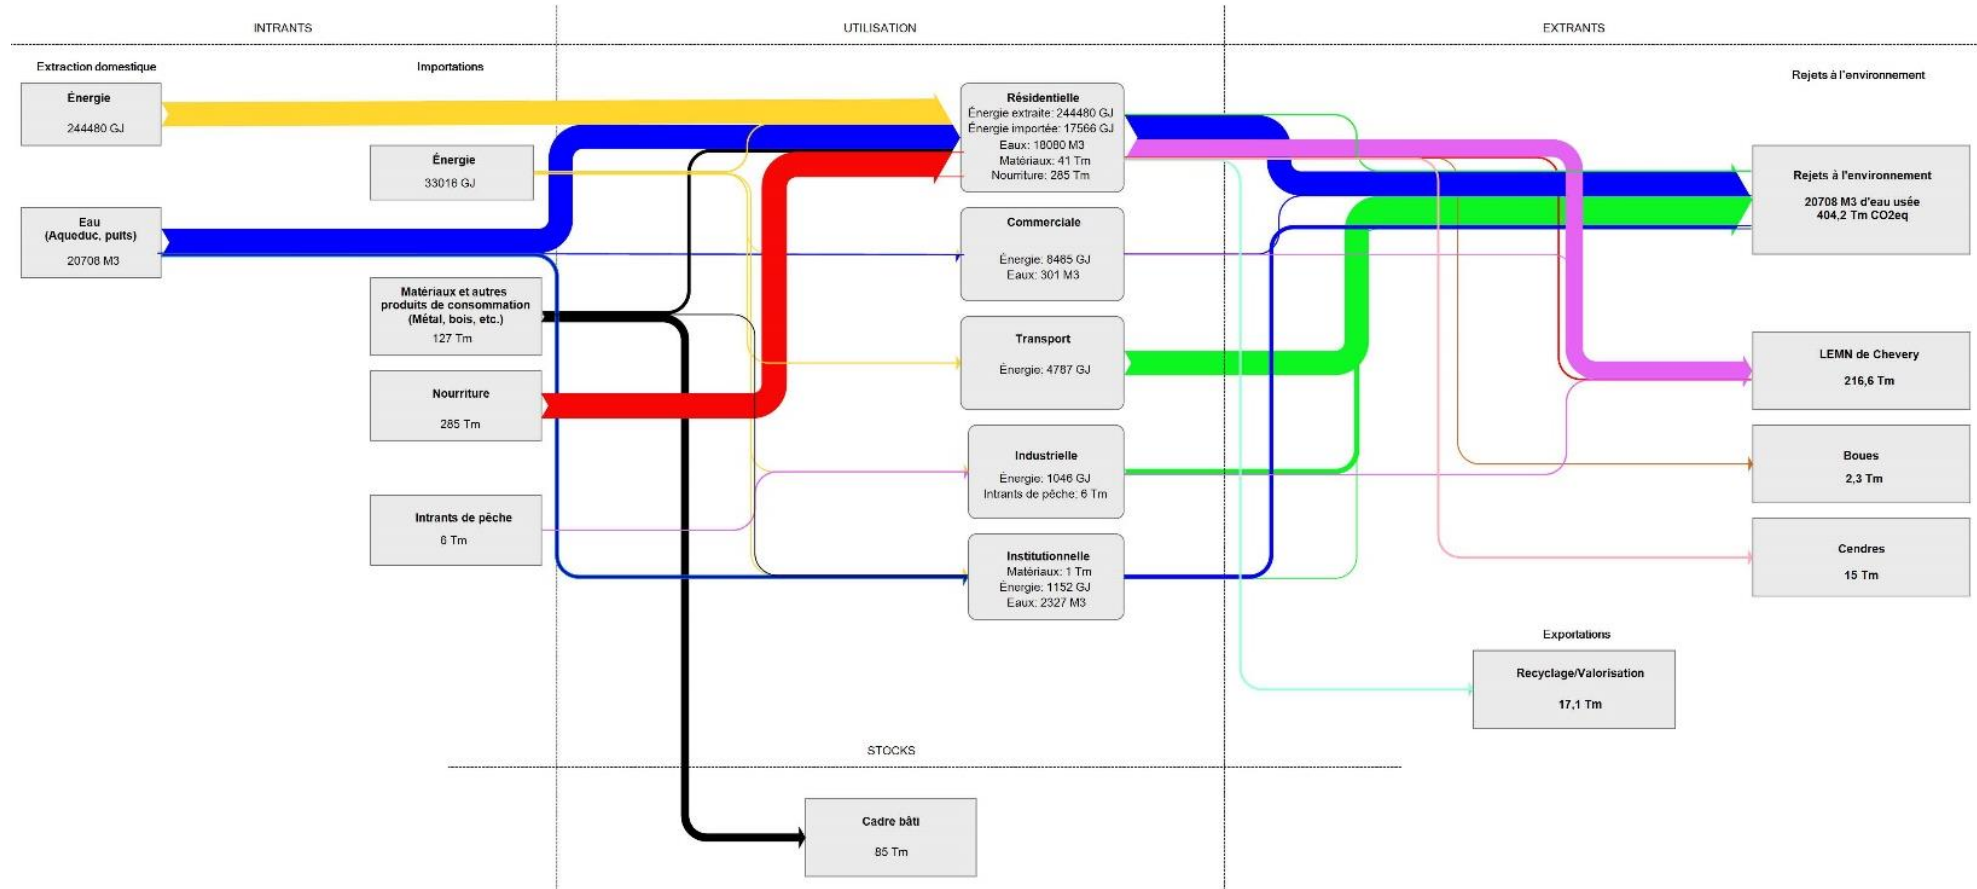 INTRANTS
UTILISATION
EXTRANTS
Extraction domestique
Importations
Rejets à l'environnement
Énergie
244480 GJ
Énergie
33016 GJ
Eau
(Aqueduc, puits)
20708 M3
Matériaux et autres
produits de consommation
(Métal, bois, etc.)
127 Tm
Nourriture
285 Tm
Intrants de pêche
6 Tm
Résidentielle
Énergie extraite: 244480 GJ
Énergie importée: 17566 GJ
Eaux: 18080 M3
Matériaux: 41 Tm
Nourriture: 285 Tm
Commerciale
Énergie: 8465 GJ
Eaux: 301 M3
Transport
Énergie: 4787 GJ
Industrielle
Énergie: 1046 GJ
Intrants de pêche: 6 Tm
Institutionnelle
Matériaux: 1 Tm
Énergie: 1152 GJ
Eaux: 2327 M3
Rejets à l'environnement
20708 M3 d'eau usée
404,2 Tm CO2eq
LEMN de Chevery
216,6 Tm
Boues
2,3 Tm
Cendres
15 Tm
Exportations
Recyclage/Valorisation
17,1 Tm
STOCKS
Cadre bâti
85 Tm